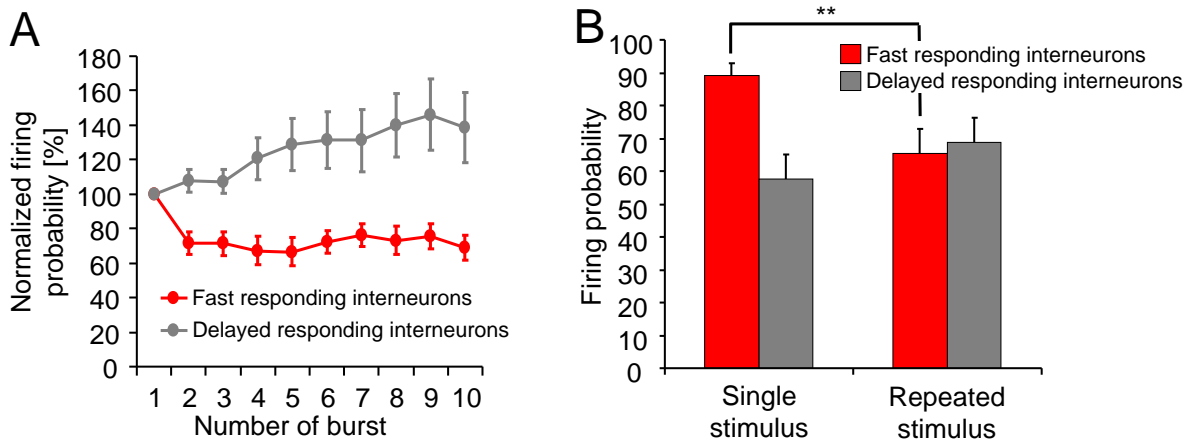 A
Normalized firing
probability [%]
180
160
140
120
100
80
60
40
20
0
Fast responding interneurons
Delayed responding interneurons
1 2 3 4 5 6 7 8 9 10
Number of burst
B
**
Firing probability
100
90
80
70
60
50
40
30
20
10
0
Fast responding interneurons
Delayed responding interneurons
Single
stimulus
Repeated
stimulus